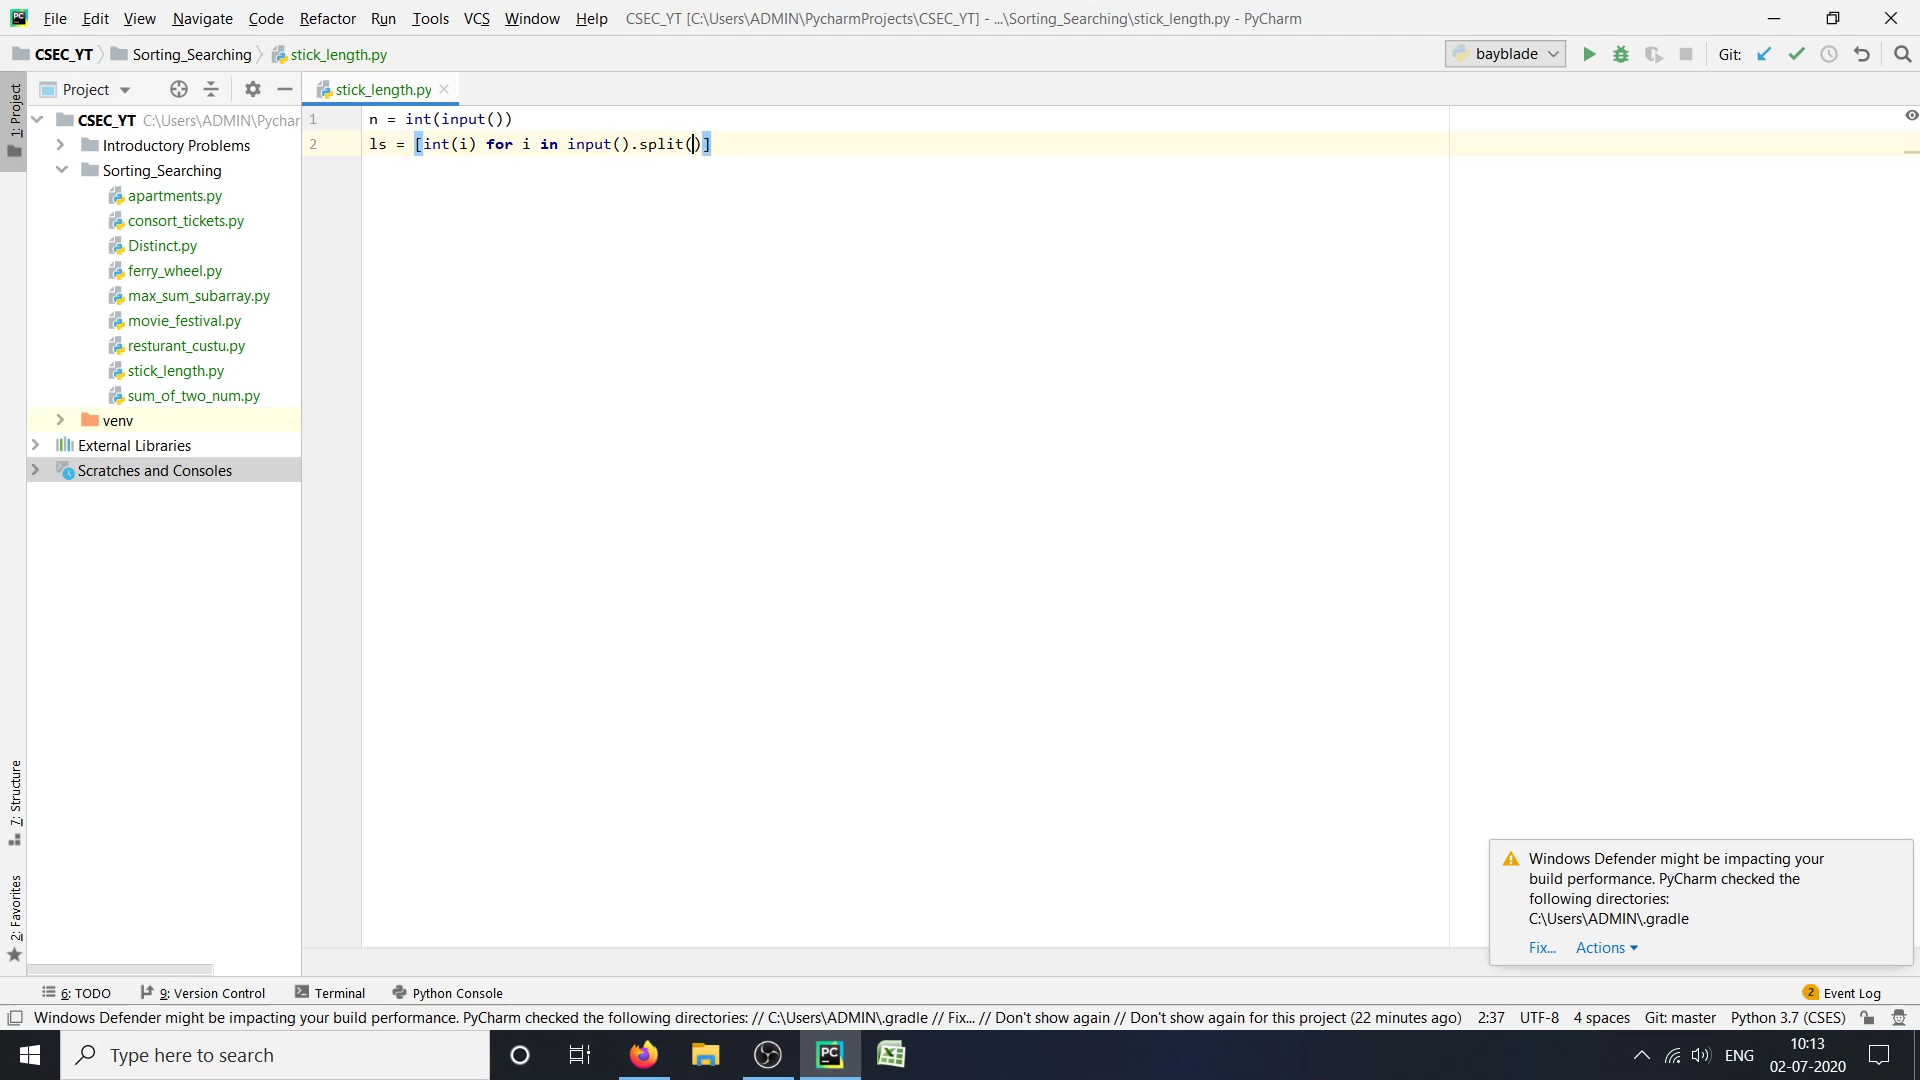 File Edit View Navigate Code Refactor Run Tools VCS Window Help CSEC_YT [C:\Users\ADMIN\PycharmProjects\CSEC_YT] - ...\Sorting_Searching\stick_length.py - PyCharm
CSEC_YT Sorting_Searching stick_length.py bayblade Git:
Project stick_length.py
CSEC_YT C:\Users\ADMIN\Pychar
Introductory Problems
Sorting_Searching
apartments.py
consort_tickets.py
Distinct.py
ferry_wheel.py
max_sum_subarray.py
movie_festival.py
resturant_custu.py
stick_length.py
sum_of_two_num.py
venv
External Libraries
Scratches and Consoles
1 n = int(input())
2 ls = [int(i) for i in input().split()]
1: Project
7: Structure
2: Favorites
Windows Defender might be impacting your
build performance. PyCharm checked the
following directories:
C:\Users\ADMIN\.gradle
Fix... Actions
6: TODO 9: Version Control Terminal Python Console 2 Event Log
Windows Defender might be impacting your build performance. PyCharm checked the following directories: // C:\Users\ADMIN\.gradle // Fix... // Don't show again // Don't show again for this project (22 minutes ago) 2:37 UTF-8 4 spaces Git: master Python 3.7 (CSES)
Type here to search PC ENG 10:13
02-07-2020